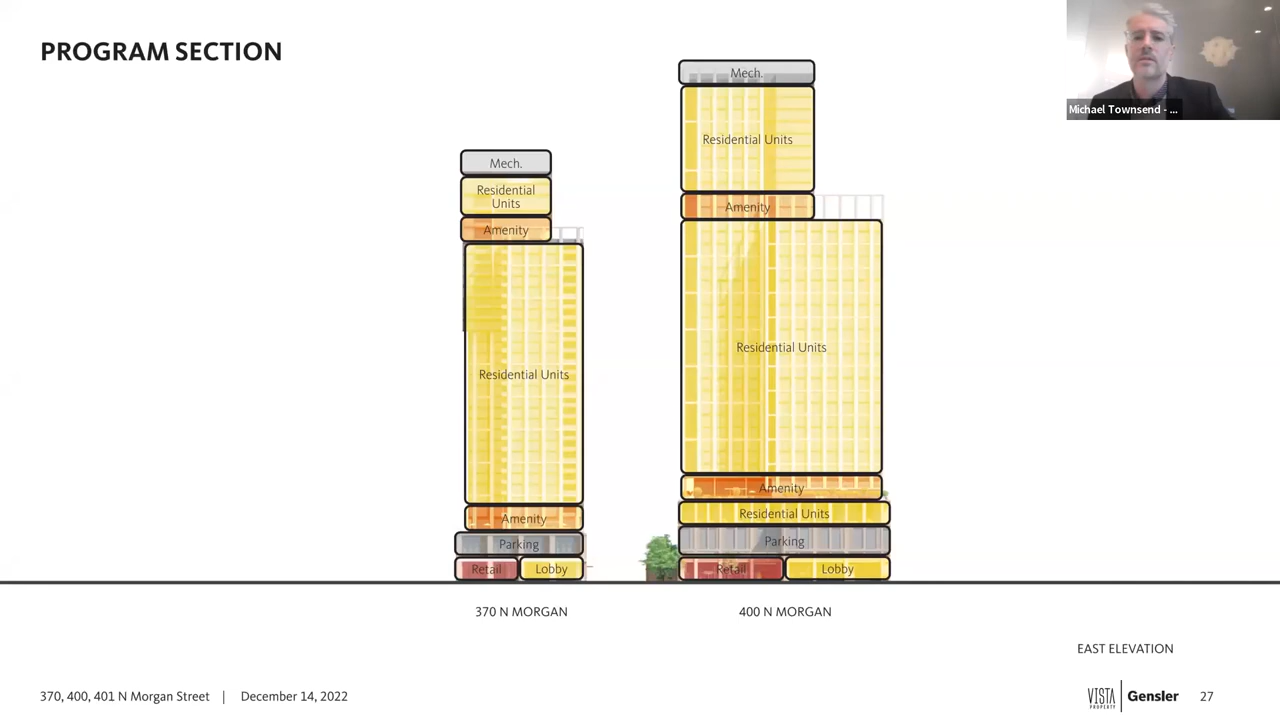 PROGRAM SECTION
Michael Townsend - ...
Mech.
Residential
Units
Amenity
Residential Units
Amenity
Parking
Retail
Lobby
370 N MORGAN
Mech.
Residential Units
Amenity
Residential Units
Amenity
Residential Units
Parking
Retail
Lobby
400 N MORGAN
EAST ELEVATION
370, 400, 401 N Morgan Street | December 14, 2022
VISTA
PROPERTY
Gensler
27